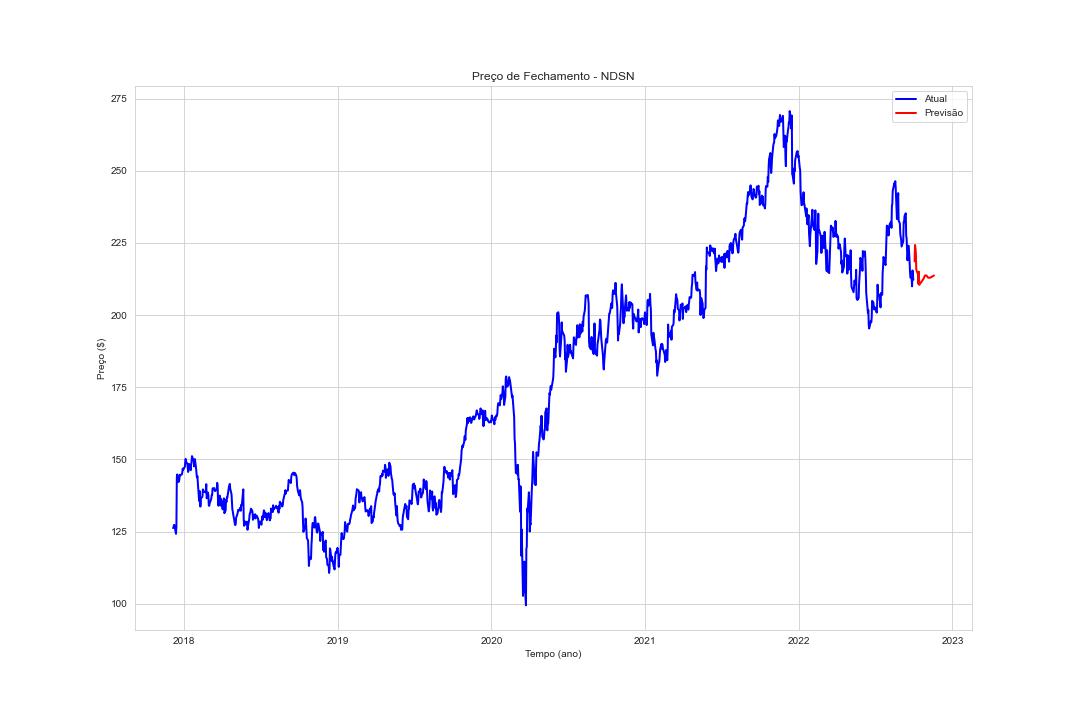 Preço de Fechamento - NDSN
Atual
Previsão
275
250
225
200
175
150
125
100
Preço ($)
2018
2019
2020
2021
2022
2023
Tempo (ano)